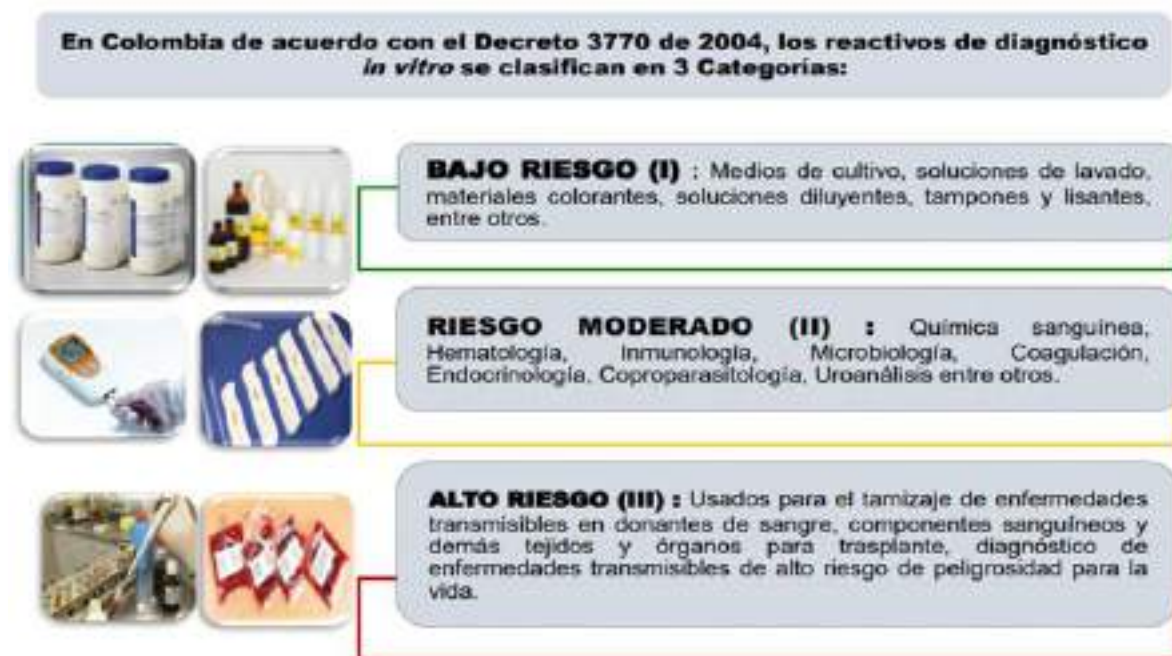 En Colombia de acuerdo con el Decreto 3770 de 2004, los reactivos de diagnóstico
in vitro se clasifican en 3 Categorías:
BAJO RIESGO (I) : Medios de cultivo, soluciones de lavado,
materiales colorantes, soluciones diluyentes, tampones y lisantes,
entre otros.
RIESGO MODERADO (II) : Química sanguínea,
Hematología, Inmunología, Microbiología, Coagulación,
Endocrinología, Coproparasitología, Uroanálisis entre otros.
ALTO RIESGO (III) : Usados para el tamizaje de enfermedades
transmisibles en donantes de sangre, componentes sanguíneos y
demás tejidos y órganos para trasplante, diagnóstico de
enfermedades transmisibles de alto riesgo de peligrosidad para la
vida.